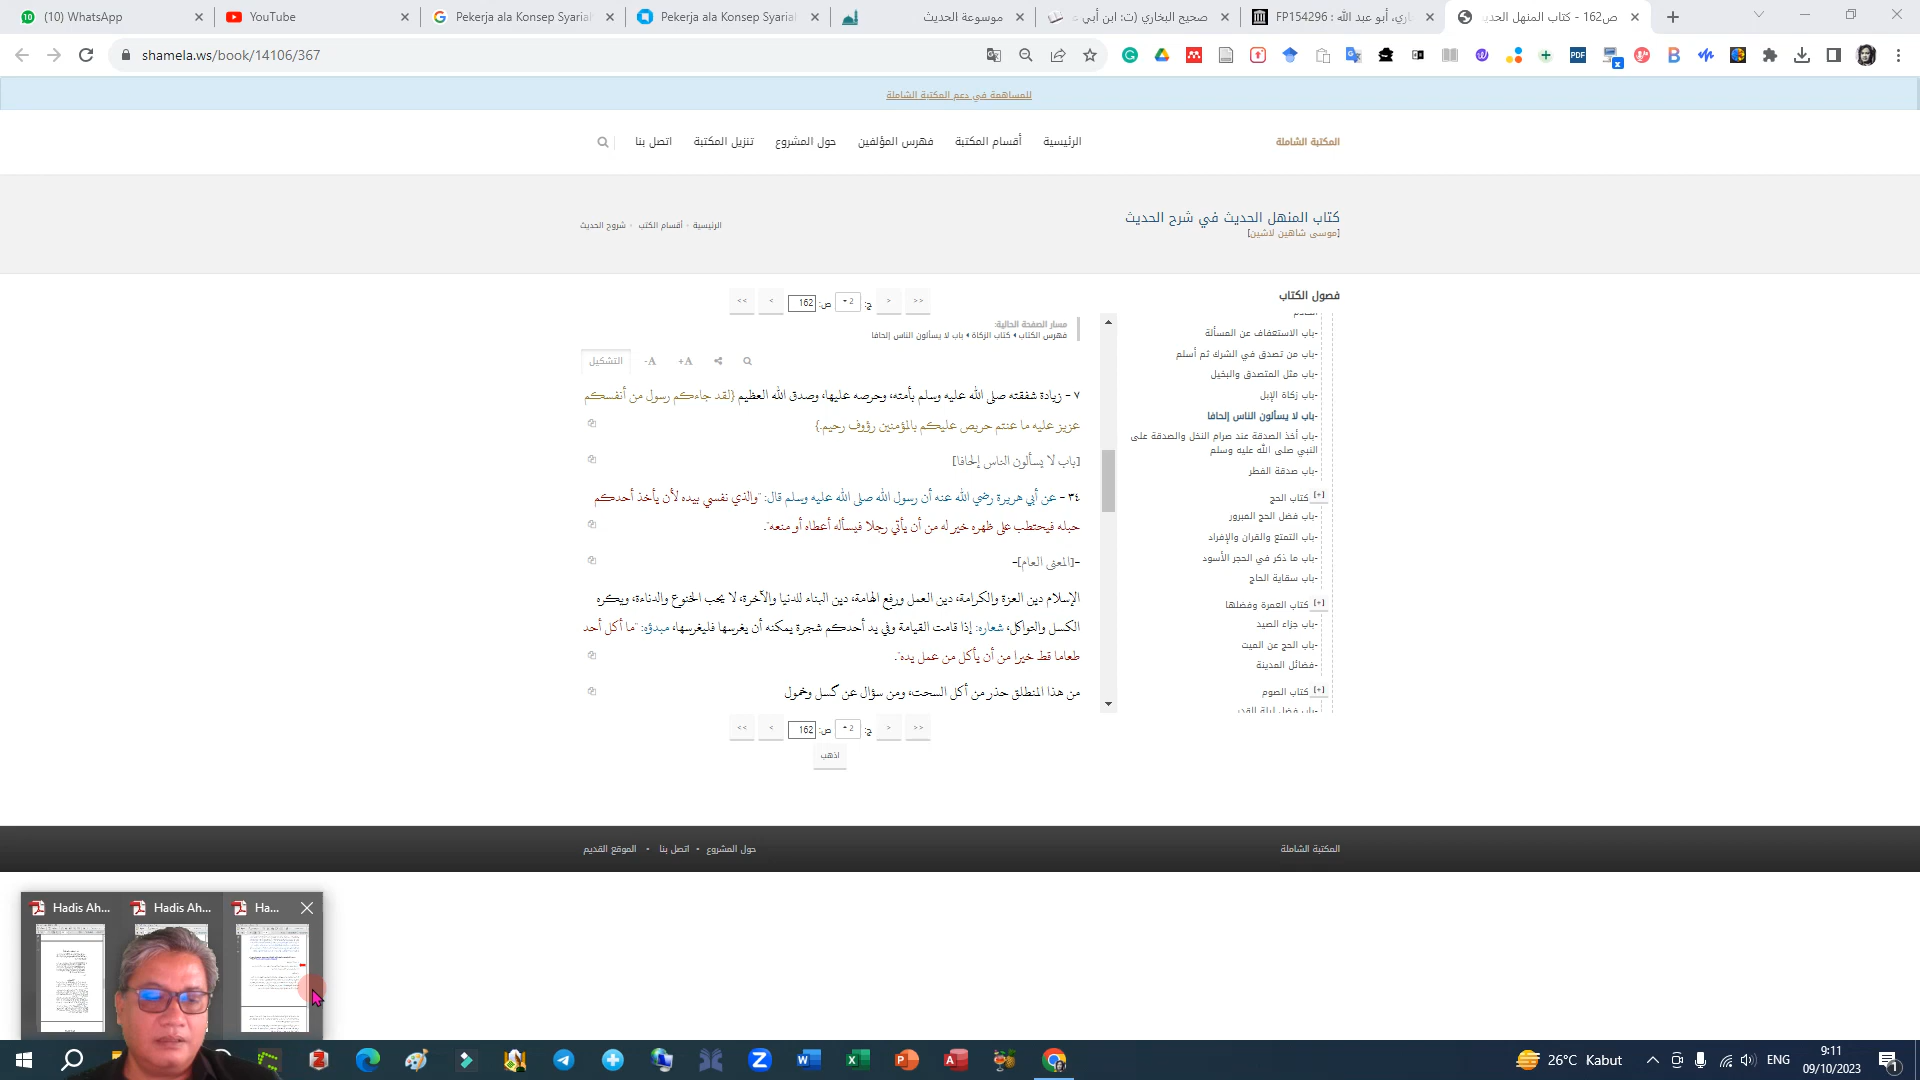 (10) WhatsApp
YouTube
Pekerja ala Konsep Syariah
Pekerja ala Konsep Syariah
موسوعة الحديث
صحيح البخاري (ت: ابن أبي
FP154296 : بخاري، أبو عبد الله
ص162 - كتاب المنهل الحديث
shamela.ws/book/14106/367
للمساهمة في دعم المكتبة الشاملة
المكتبة الشاملة
الرئيسية
أقسام المكتبة
فهرس المؤلفين
حول المشروع
تنزيل المكتبة
اتصل بنا
كتاب المنهل الحديث في شرح الحديث
[موسى شاهين لاشين]
الرئيسية
أقسام الكتب
شروح الحديث
فصول الكتاب
-باب الاستعفاف عن المسألة
-باب من تصدق في الشرك ثم أسلم
-باب مثل المتصدق والبخيل
-باب زكاة الإبل
-باب لا يسألون الناس إلحافا
-باب أخذ الصدقة عند صرام النخل والصدقة على
النبي صلى الله عليه وسلم
-باب صدقة الفطر
[+] كتاب الحج
-باب فضل الحج المبرور
-باب التمتع والقران والإفراد
-باب ما ذكر في الحجر الأسود
-باب سقاية الحاج
[+] كتاب العمرة وفضلها
-باب جزاء الصيد
-باب الحج عن الميت
-فضائل المدينة
[+] كتاب الصوم
-باب فضل ليلة القدر
<< < 162 ص: 2 ج: > >>
مسار الصفحة الحالية:
فهرس الكتاب كتاب الزكاة باب لا يسألون الناس إلحافا
التشكيل
-A
+A
٧ - زيادة شفقته صلى الله عليه وسلم بأمته، وحرصه عليها، وصدق الله العظيم {لقد جاءكم رسول من أنفسكم
عزيز عليه ما عنتم حريص عليكم بالمؤمنين رؤوف رحيم.}
[باب لا يسألون الناس إلحافا]
٣٤ - عن أبي هريرة رضي الله عنه أن رسول الله صلى الله عليه وسلم قال: "والذي نفسي بيده لأن يأخذ أحدكم
حبله فيحتطب على ظهره خير له من أن يأتي رجلا فيسأله أعطاه أو منعه".
-[المعنى العام]-
الإسلام دين العزة والكرامة، دين العمل ورفع الهامة، دين البناء للدنيا والآخرة، لا يحب الخنوع والدناءة، ويكره
الكسل والتواكل، شعاره: إذا قامت القيامة وفي يد أحدكم شجرة يمكنه أن يغرسها فليغرسها، مبدؤه: "ما أكل أحد
طعاما قط خيرا من أن يأكل من عمل يده".
من هذا المنطلق حذر من أكل السحت، ومن سؤال عن كسل وخمول
<< < 162 ص: 2 ج: > >>
اذهب
المكتبة الشاملة
حول المشروع • اتصل بنا • الموقع القديم
Hadis Ah...
Hadis Ah...
Ha...
26°C Kabut
ENG
9:11
09/10/2023